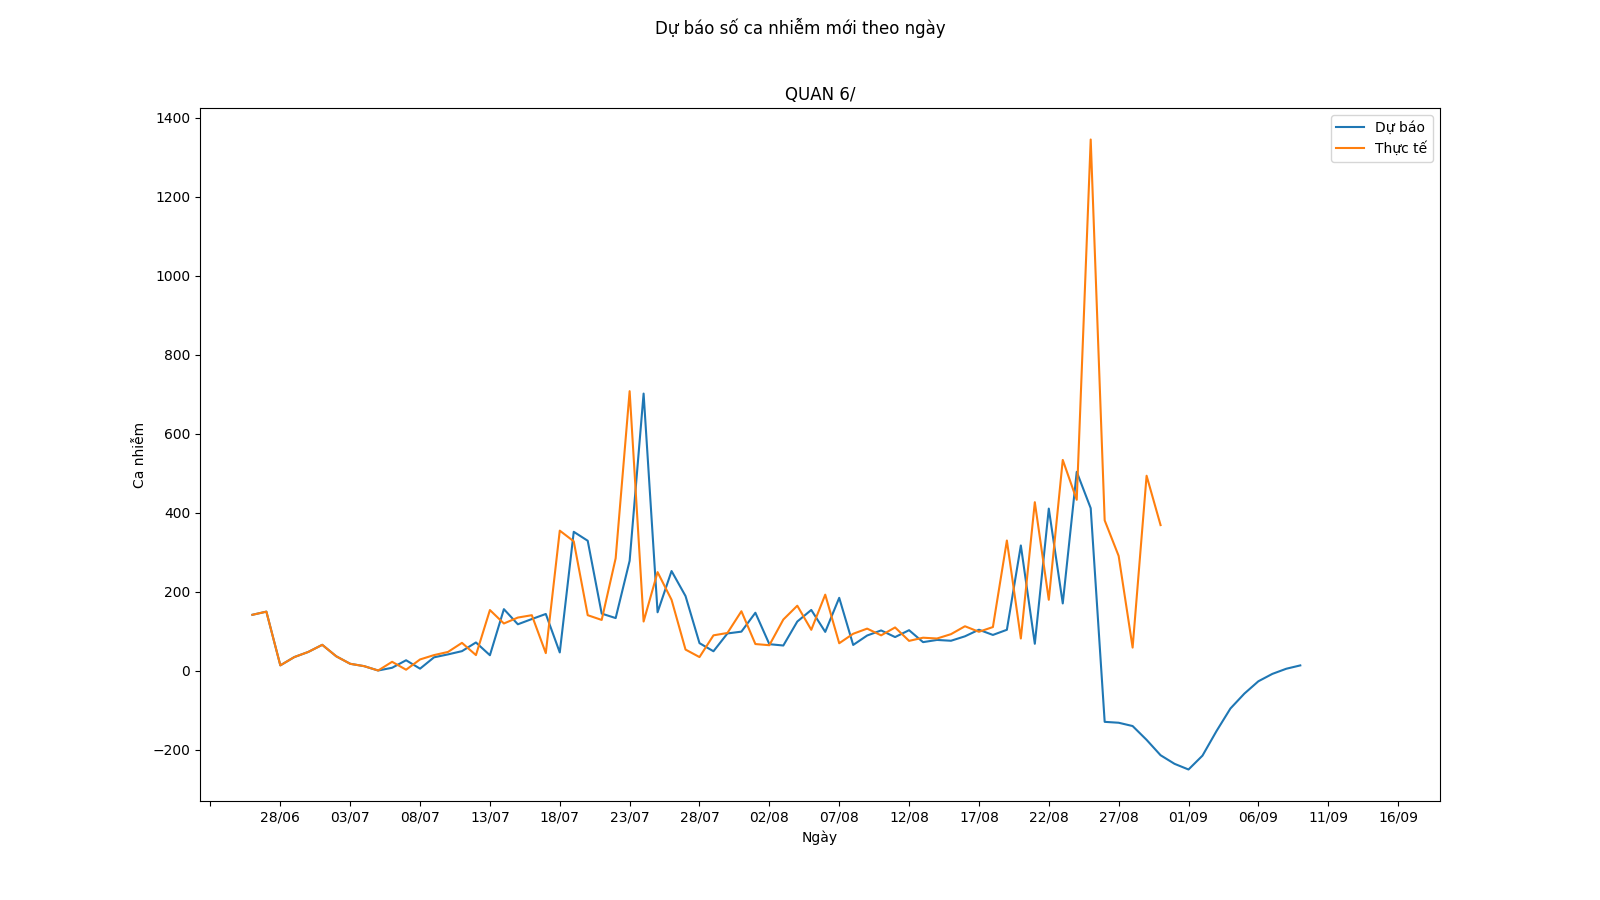 Dự báo số ca nhiễm mới theo ngày
QUAN 6/
Dự báo
Thực tế
Ca nhiễm
1400
1200
1000
800
600
400
200
0
−200
28/06 03/07 08/07 13/07 18/07 23/07 28/07 02/08 07/08 12/08 17/08 22/08 27/08 01/09 06/09 11/09 16/09
Ngày